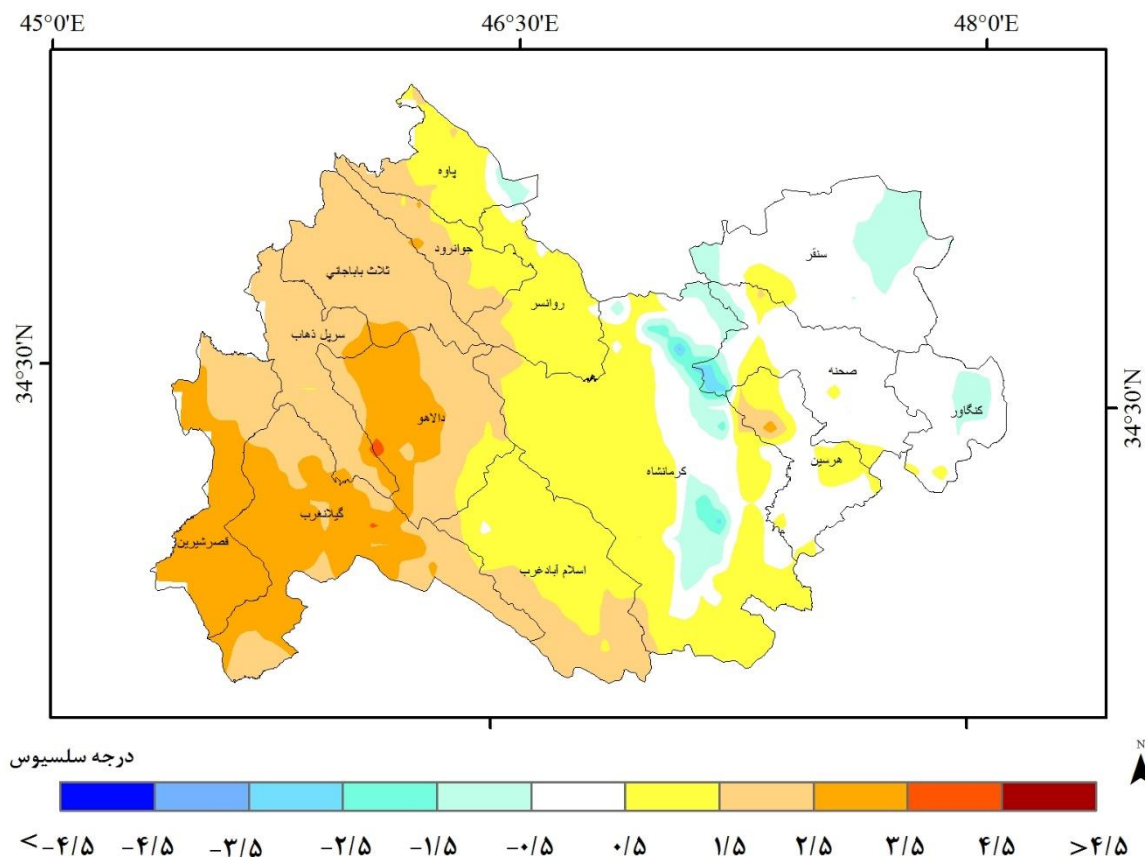 45°0'E 46°30'E 48°0'E
34°30'N
34°30'N
پاوه
جوانرود
ثلاث باباجاني
روانسر
سنقر
سرپل ذهاب
صحنه
دالاهو
کنگاور
کرمانشاه
هرسین
گیلانغرب
قصرشیرین
اسلام آبادغرب
درجه سلسیوس
N
<-۴/۵ -۴/۵ -۳/۵ -۲/۵ -۱/۵ -۰/۵ ۰/۵ ۱/۵ ۲/۵ ۳/۵ ۴/۵ >۴/۵